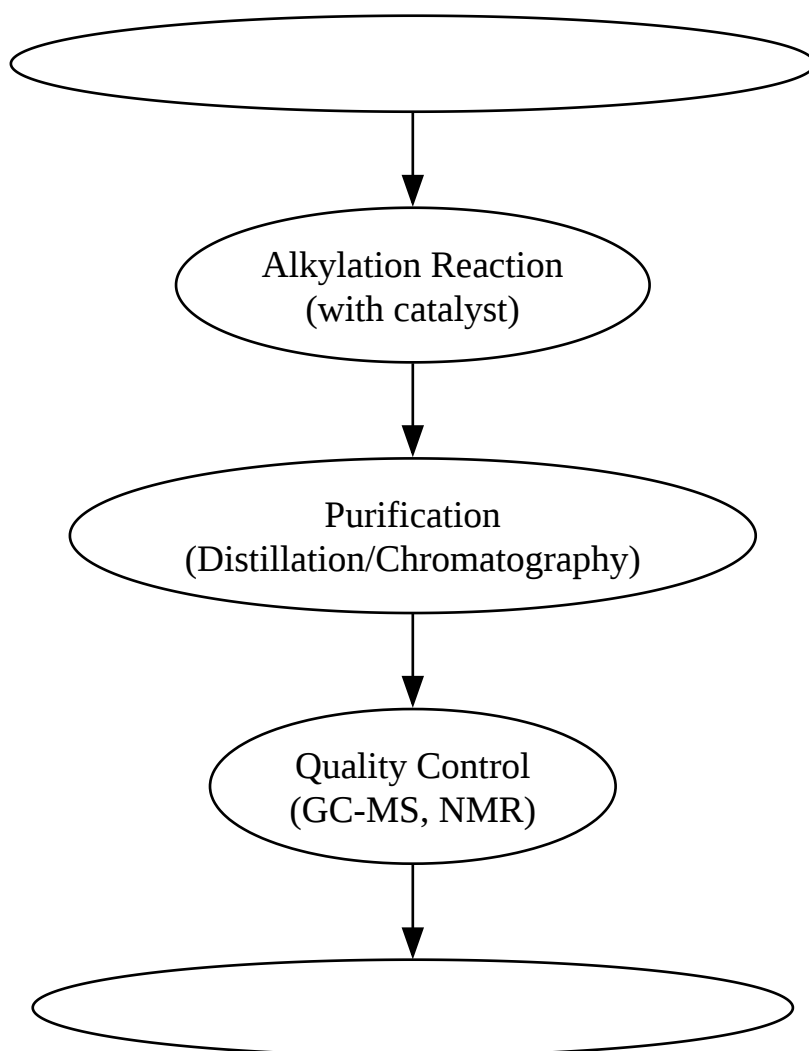 Alkylation Reaction
(with catalyst)
Purification
(Distillation/Chromatography)
Quality Control
(GC-MS, NMR)